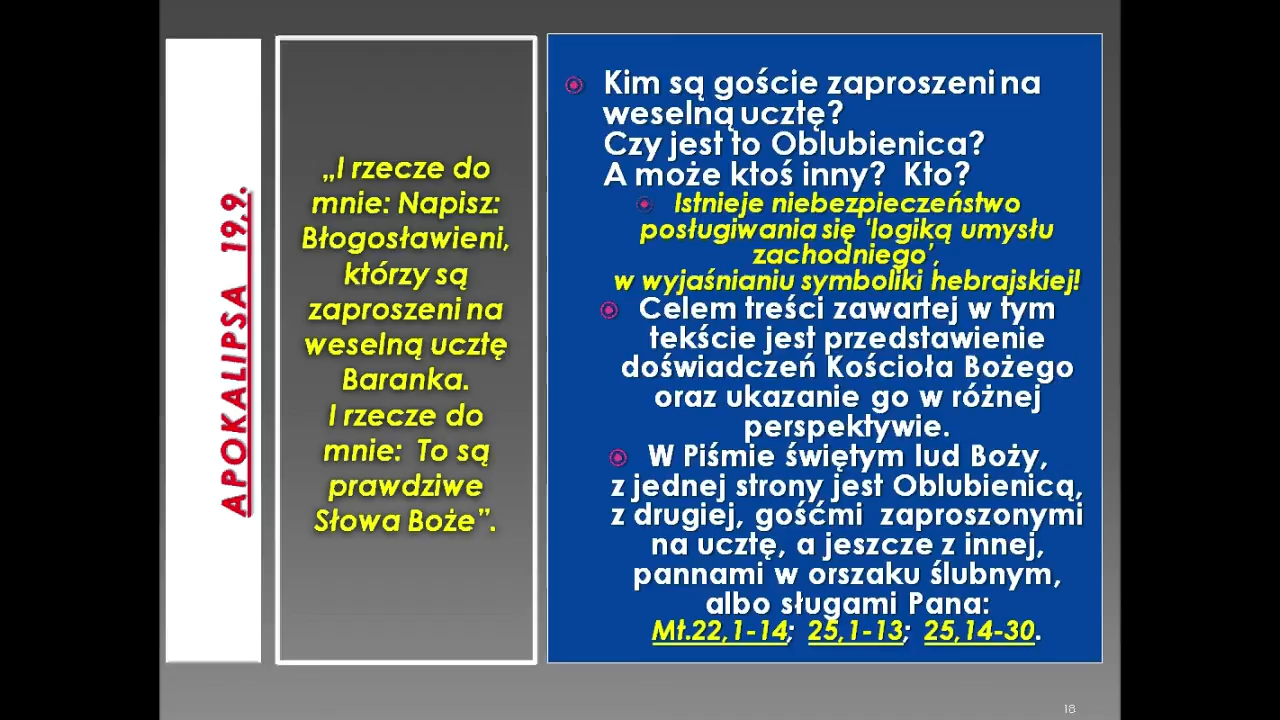 APOKALIPSA 19,9.
„I rzecze do
mnie: Napisz:
Błogosławieni,
którzy są
zaproszeni na
weselną ucztę
Baranka.
I rzecze do
mnie: To są
prawdziwe
Słowa Boże”.
Kim są goście zaproszeni na
weselną ucztę?
Czy jest to Oblubienica?
A może ktoś inny? Kto?
Istnieje niebezpieczeństwo
posługiwania się ‘logiką umysłu
zachodniego’,
w wyjaśnianiu symboliki hebrajskiej!
Celem treści zawartej w tym
tekście jest przedstawienie
doświadczeń Kościoła Bożego
oraz ukazanie go w różnej
perspektywie.
W Piśmie świętym lud Boży,
z jednej strony jest Oblubienicą,
z drugiej, gośćmi zaproszonymi
na ucztę, a jeszcze z innej,
pannami w orszaku ślubnym,
albo sługami Pana:
Mt.22,1-14; 25,1-13; 25,14-30.
18